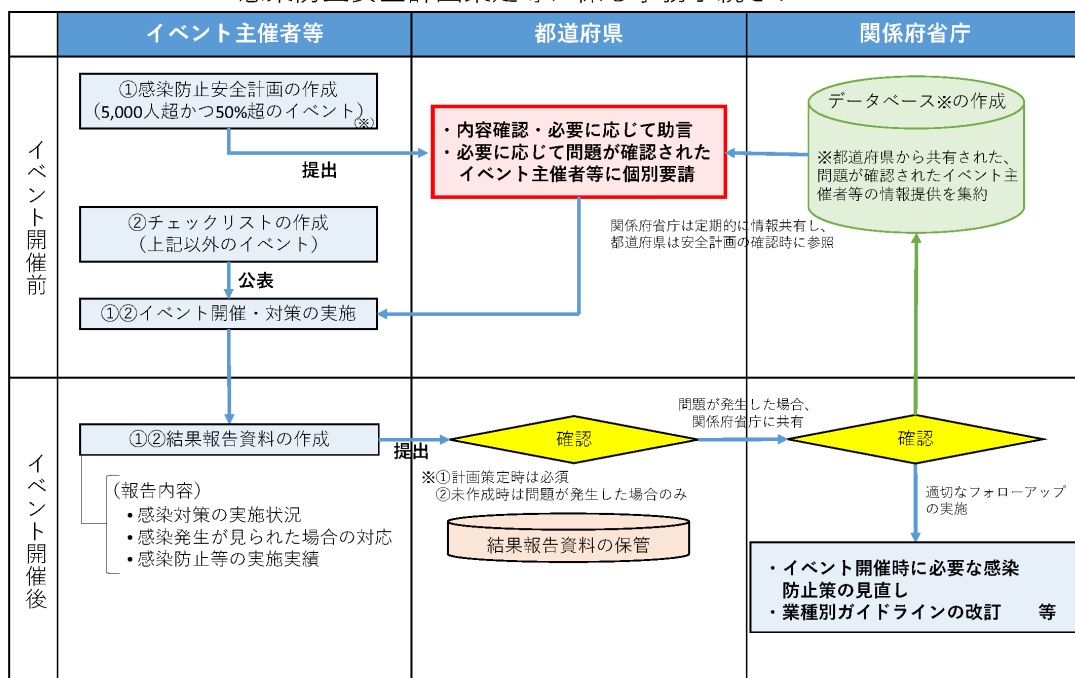 イベント主催者等
都道府県
関係府省庁
イベント開催前
①感染防止安全計画の作成
(5,000人超かつ50%超のイベント)
(※)
提出
・内容確認・必要に応じて助言
・必要に応じて問題が確認された
イベント主催者等に個別要請
データベース※の作成
※都道府県から共有された、
問題が確認されたイベント主
催者等の情報提供を集約
関係府省庁は定期的に情報共有し、
都道府県は安全計画の確認時に参照
②チェックリストの作成
(上記以外のイベント)
公表
①②イベント開催・対策の実施
イベント開催後
①②結果報告資料の作成
提出
確認
問題が発生した場合、
関係府省庁に共有
確認
※①計画策定時は必須
②未作成時は問題が発生した場合のみ
結果報告資料の保管
(報告内容)
• 感染対策の実施状況
• 感染発生が見られた場合の対応
• 感染防止等の実施実績
適切なフォローアップ
の実施
・イベント開催時に必要な感染
防止策の見直し
・業種別ガイドラインの改訂　等